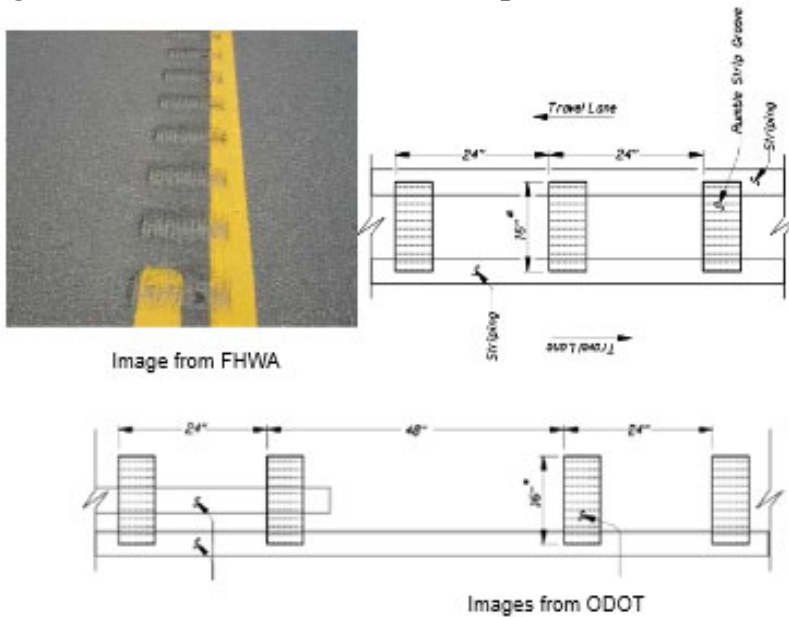 Travel Lane
24"
24"
16"*
Rumble Strip Groove
Striping
Striping
Travel Lane
Image from FHWA
24"
48"
24"
16"*
Images from ODOT